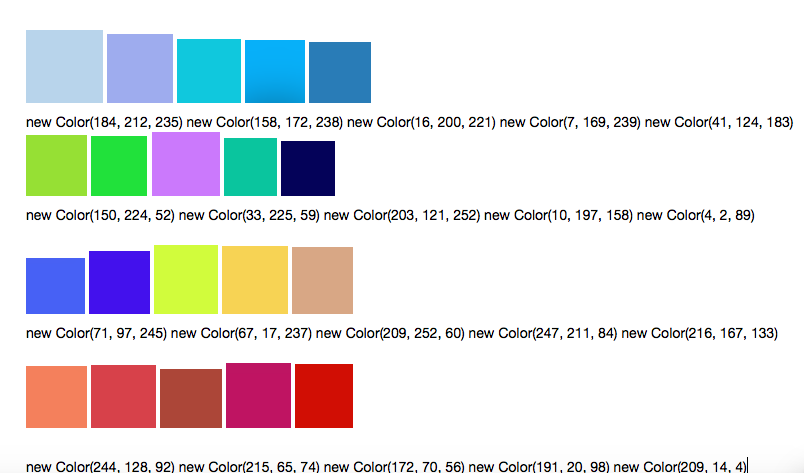 new Color(184, 212, 235) new Color(158, 172, 238) new Color(16, 200, 221) new Color(7, 169, 239) new Color(41, 124, 183)
new Color(150, 224, 52) new Color(33, 225, 59) new Color(203, 121, 252) new Color(10, 197, 158) new Color(4, 2, 89)
new Color(71, 97, 245) new Color(67, 17, 237) new Color(209, 252, 60) new Color(247, 211, 84) new Color(216, 167, 133)
new Color(244, 128, 92) new Color(215, 65, 74) new Color(172, 70, 56) new Color(191, 20, 98) new Color(209, 14, 4)